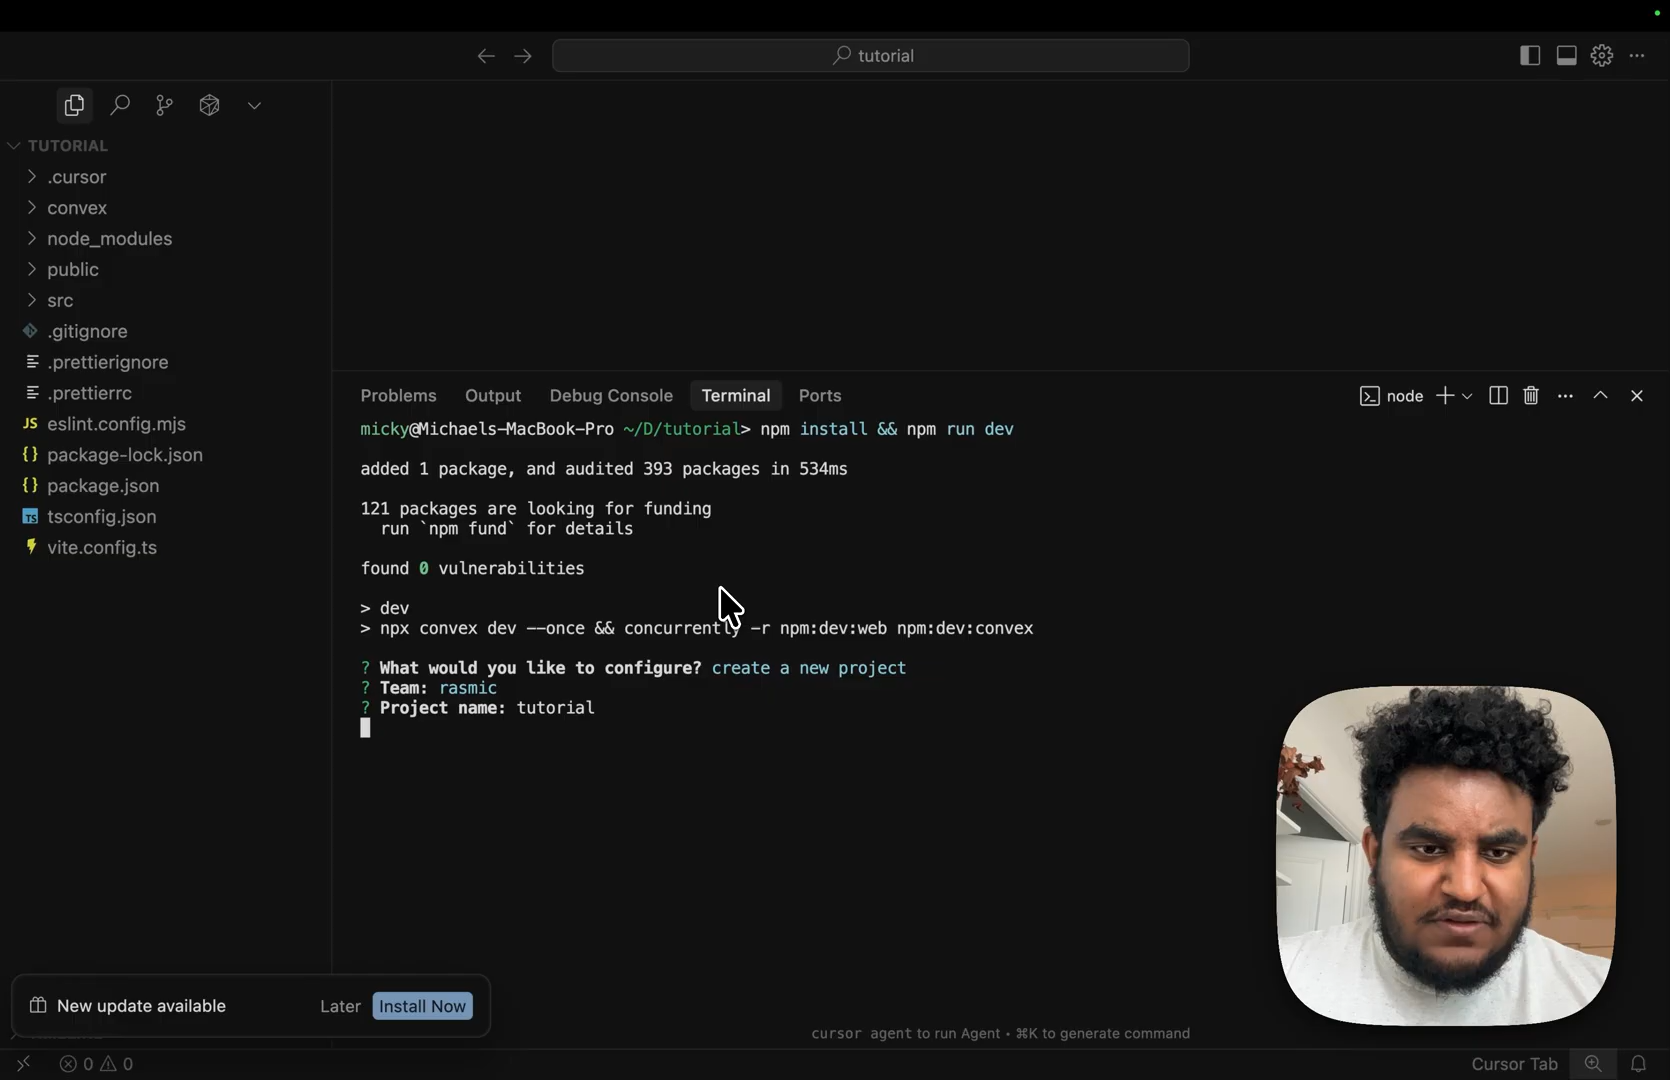 tutorial
TUTORIAL
.cursor
convex
node_modules
public
src
.gitignore
.prettierignore
.prettierrc
JS eslint.config.mjs
{} package-lock.json
{} package.json
TS tsconfig.json
vite.config.ts
Problems Output Debug Console Terminal Ports
node
micky@Michaels-MacBook-Pro ~/D/tutorial> npm install && npm run dev
added 1 package, and audited 393 packages in 534ms
121 packages are looking for funding
run `npm fund` for details
found 0 vulnerabilities
> dev
> npx convex dev --once && concurrently -r npm:dev:web npm:dev:convex
? What would you like to configure? create a new project
? Team: rasmic
? Project name: tutorial
New update available Later Install Now
cursor agent to run Agent • ⌘K to generate command
0 0
Cursor Tab